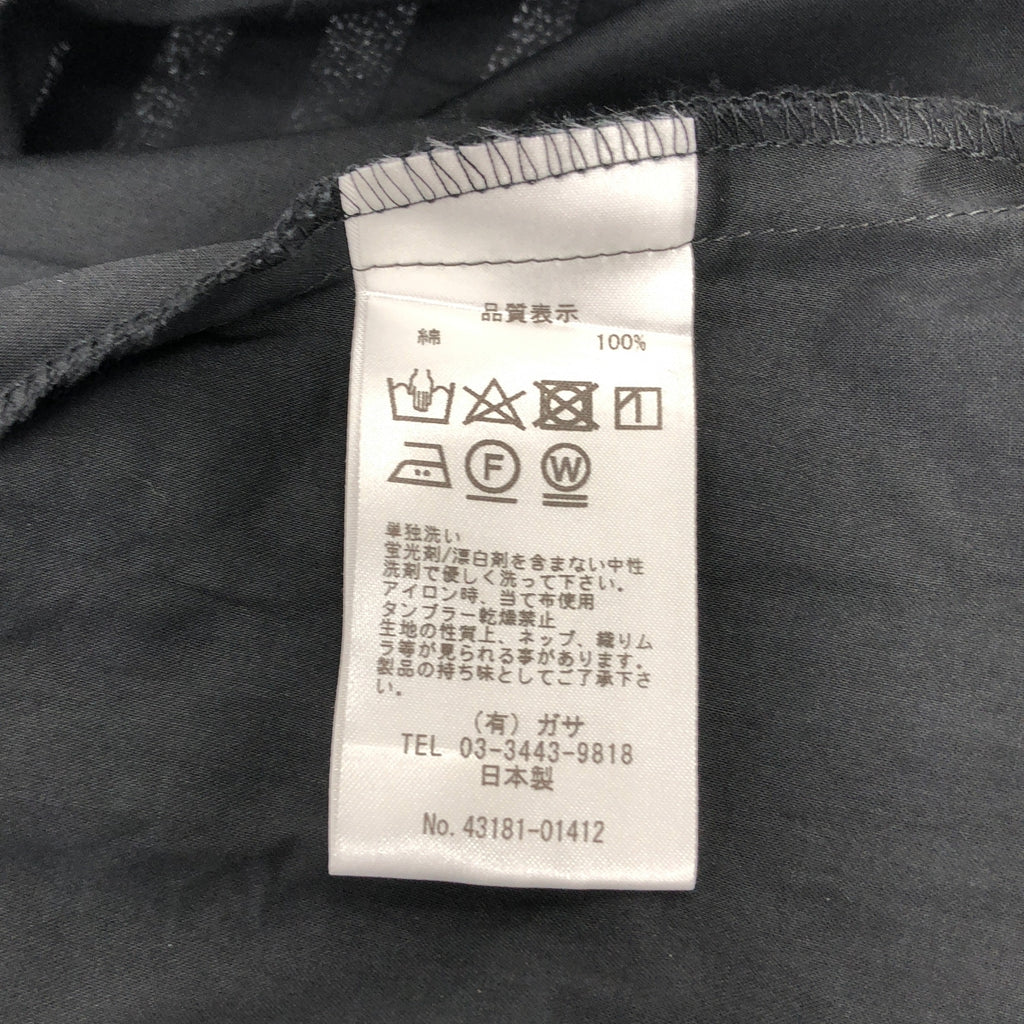 品質表示
綿 100%
1
F W
単独洗い
蛍光剤/漂白剤を含まない中性
洗剤で優しく洗って下さい。
アイロン時、当て布使用
タンブラー乾燥禁止
生地の性質上、ネップ、織りム
ラ等が見られる事があります。
製品の持ち味としてご了承下さ
い。
(有) ガサ
TEL 03-3443-9818
日本製
No. 43181-01412